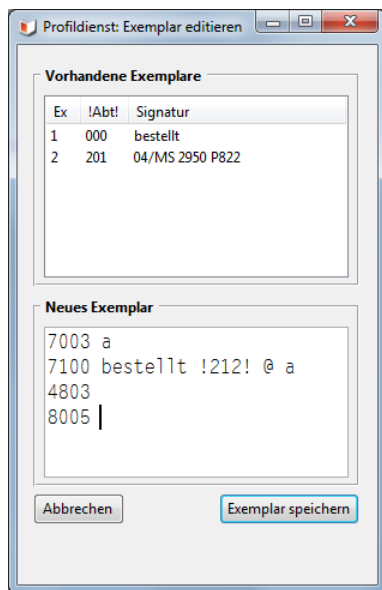 Profildienst: Exemplar editieren
Vorhandene Exemplare
Ex !Abt! Signatur
1 000 bestellt
2 201 04/MS 2950 P822
Neues Exemplar
7003 a
7100 bestellt !212! @ a
4803
8005
Abbrechen Exemplar speichern